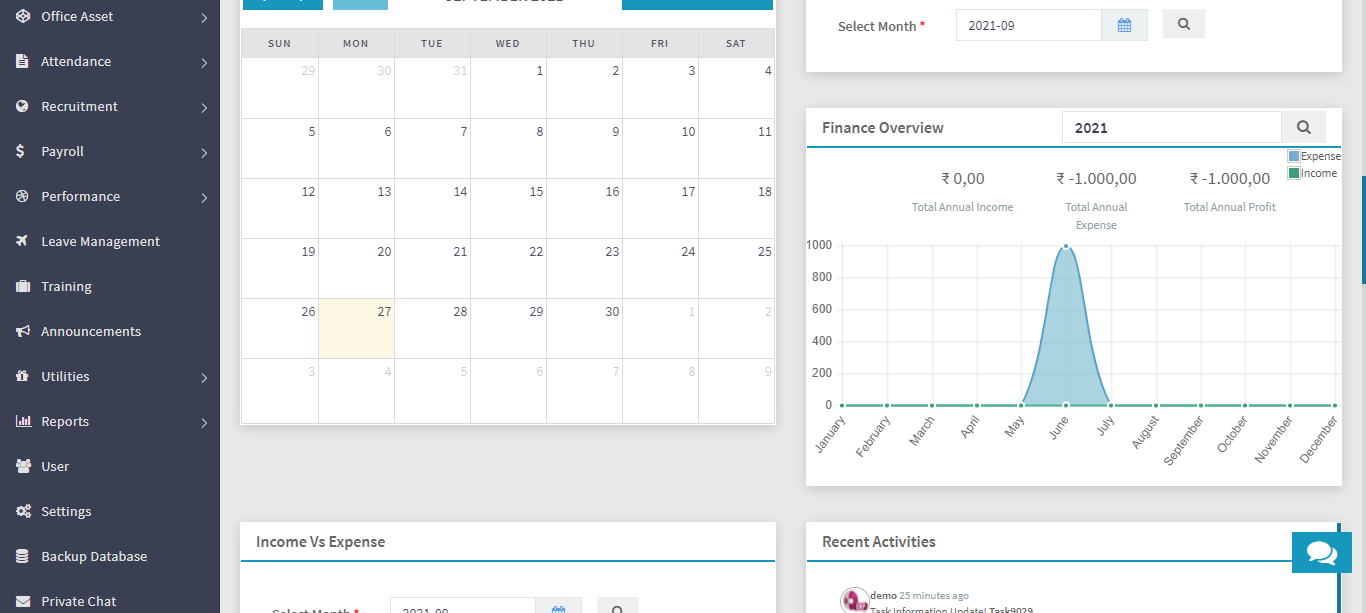 Office Asset
Attendance
Recruitment
Payroll
Performance
Leave Management
Training
Announcements
Utilities
Reports
User
Settings
Backup Database
Private Chat
SUN MON TUE WED THU FRI SAT
29 30 31 1 2 3 4
5 6 7 8 9 10 11
12 13 14 15 16 17 18
19 20 21 22 23 24 25
26 27 28 29 30 1 2
3 4 5 6 7 8 9
Select Month * 2021-09
Finance Overview 2021
Expense
Income
₹ 0,00 ₹ -1.000,00 ₹ -1.000,00
Total Annual Income Total Annual Total Annual Profit
Expense
1000
800
600
400
200
0
January February March April May June July August September October November December
Income Vs Expense
Select Month * 2021-09
Recent Activities
demo 25 minutes ago
Task Information Update! Task9029